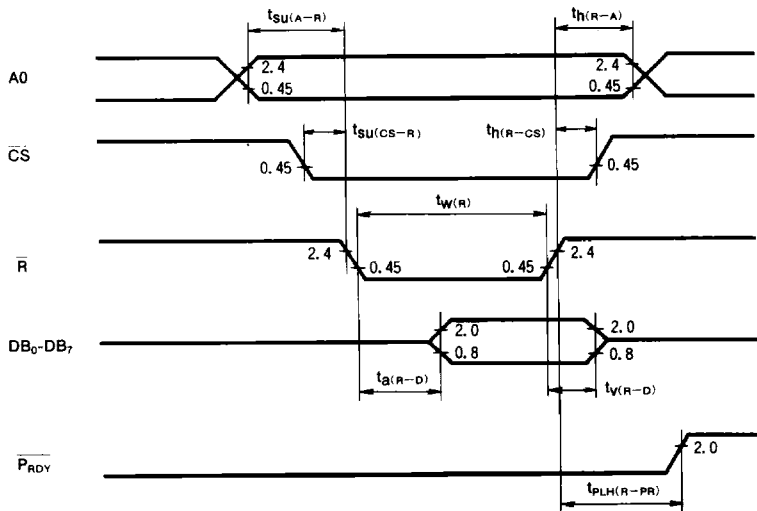 tsu(A-R) th(R-A)
A0 2.4 2.4
0.45 0.45
CS tsu(CS-R) th(R-CS)
0.45 0.45
tW(R)
R 2.4 0.45 0.45 2.4
DB0-DB7 2.0 2.0
0.8 0.8
ta(R-D) tV(R-D)
PRDY 2.0
tPLH(R-PR)